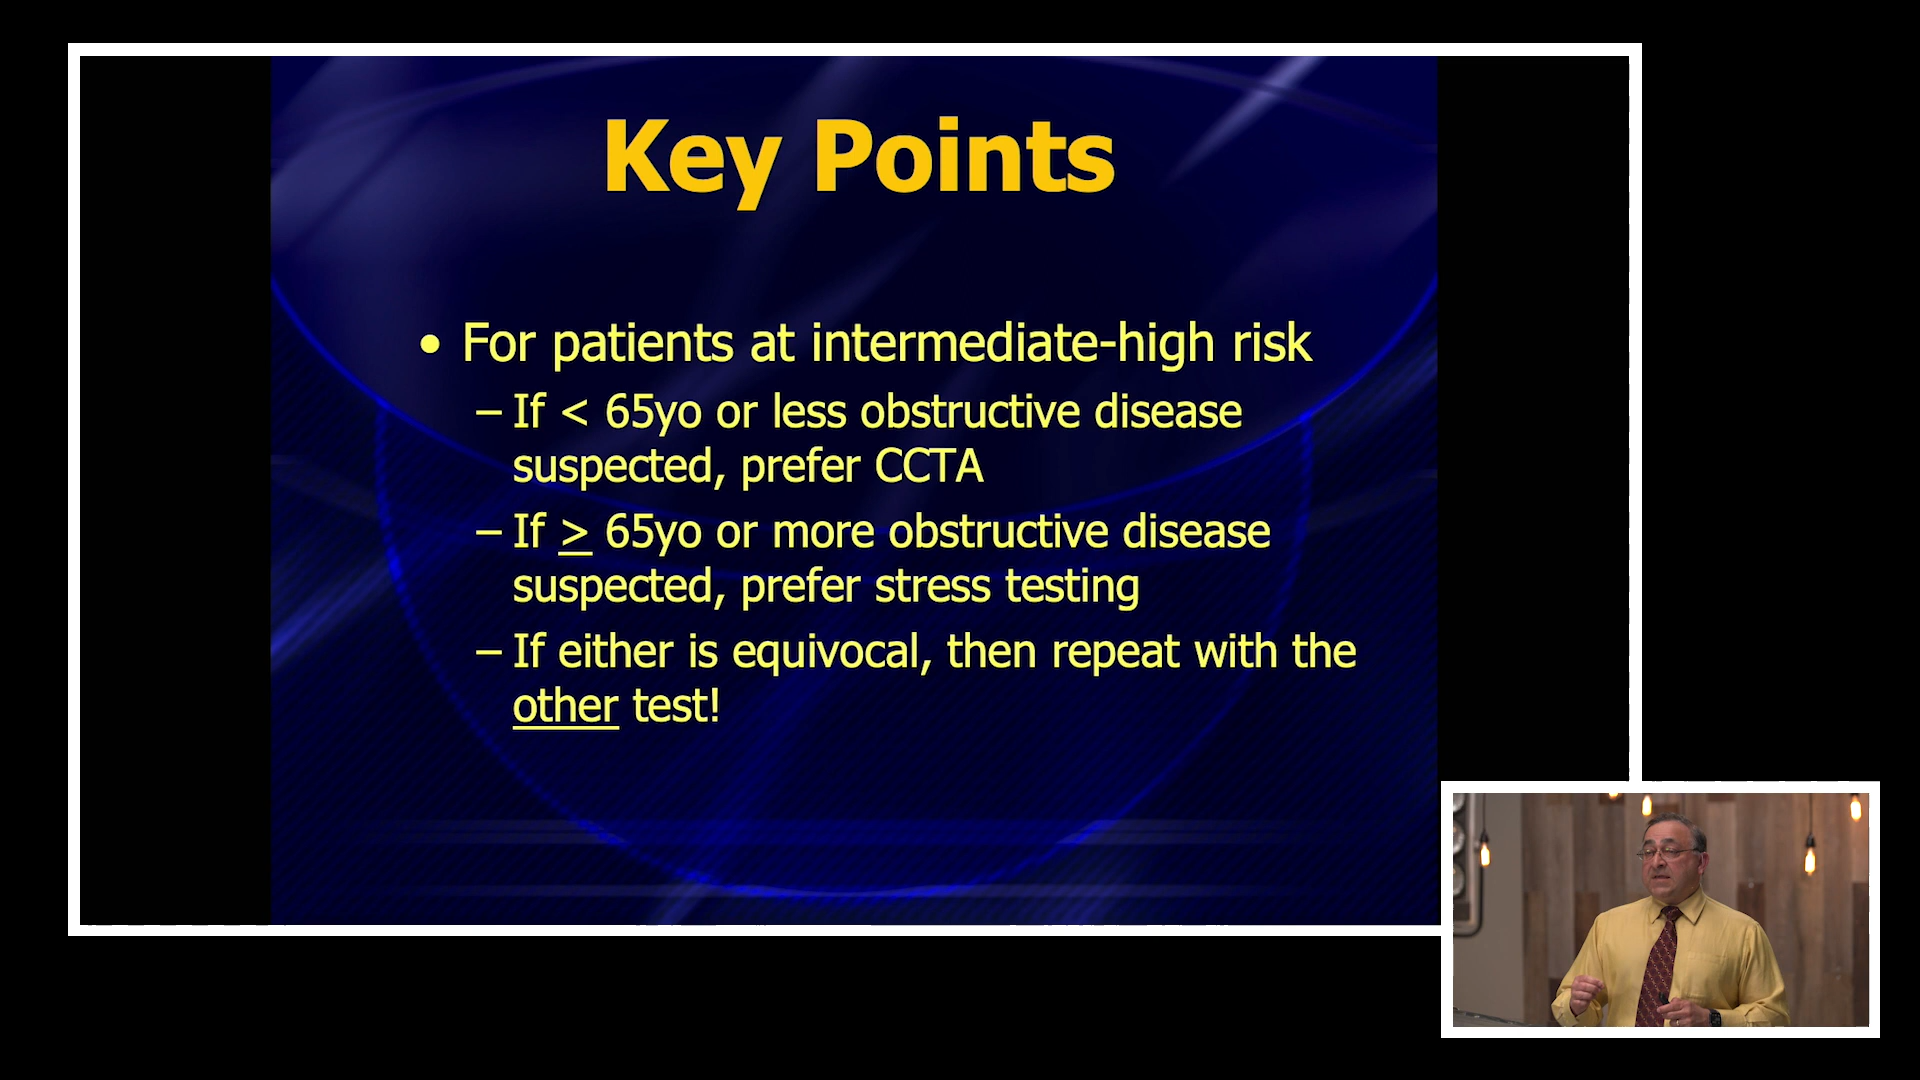 Key Points
• For patients at intermediate-high risk
– If < 65yo or less obstructive disease
suspected, prefer CCTA
– If ≥ 65yo or more obstructive disease
suspected, prefer stress testing
– If either is equivocal, then repeat with the
other test!